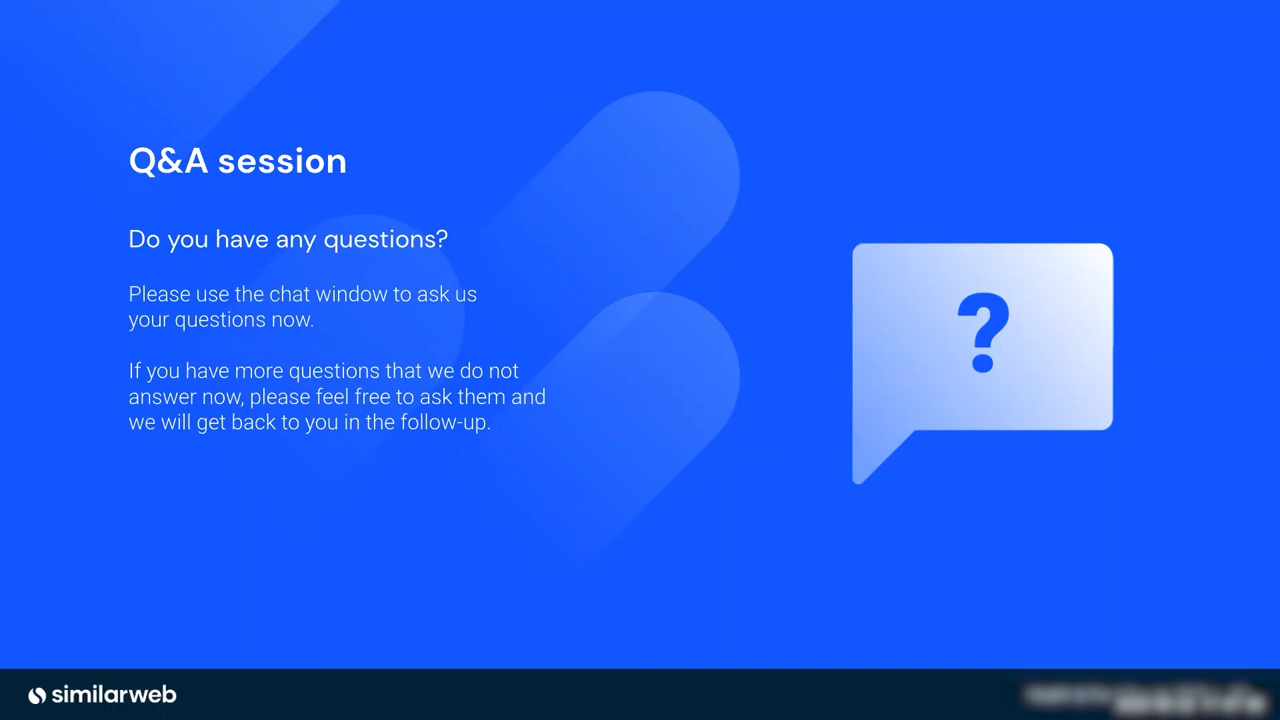 Q&A session
Do you have any questions?
Please use the chat window to ask us
your questions now.
If you have more questions that we do not
answer now, please feel free to ask them and
we will get back to you in the follow-up.
?
similarweb